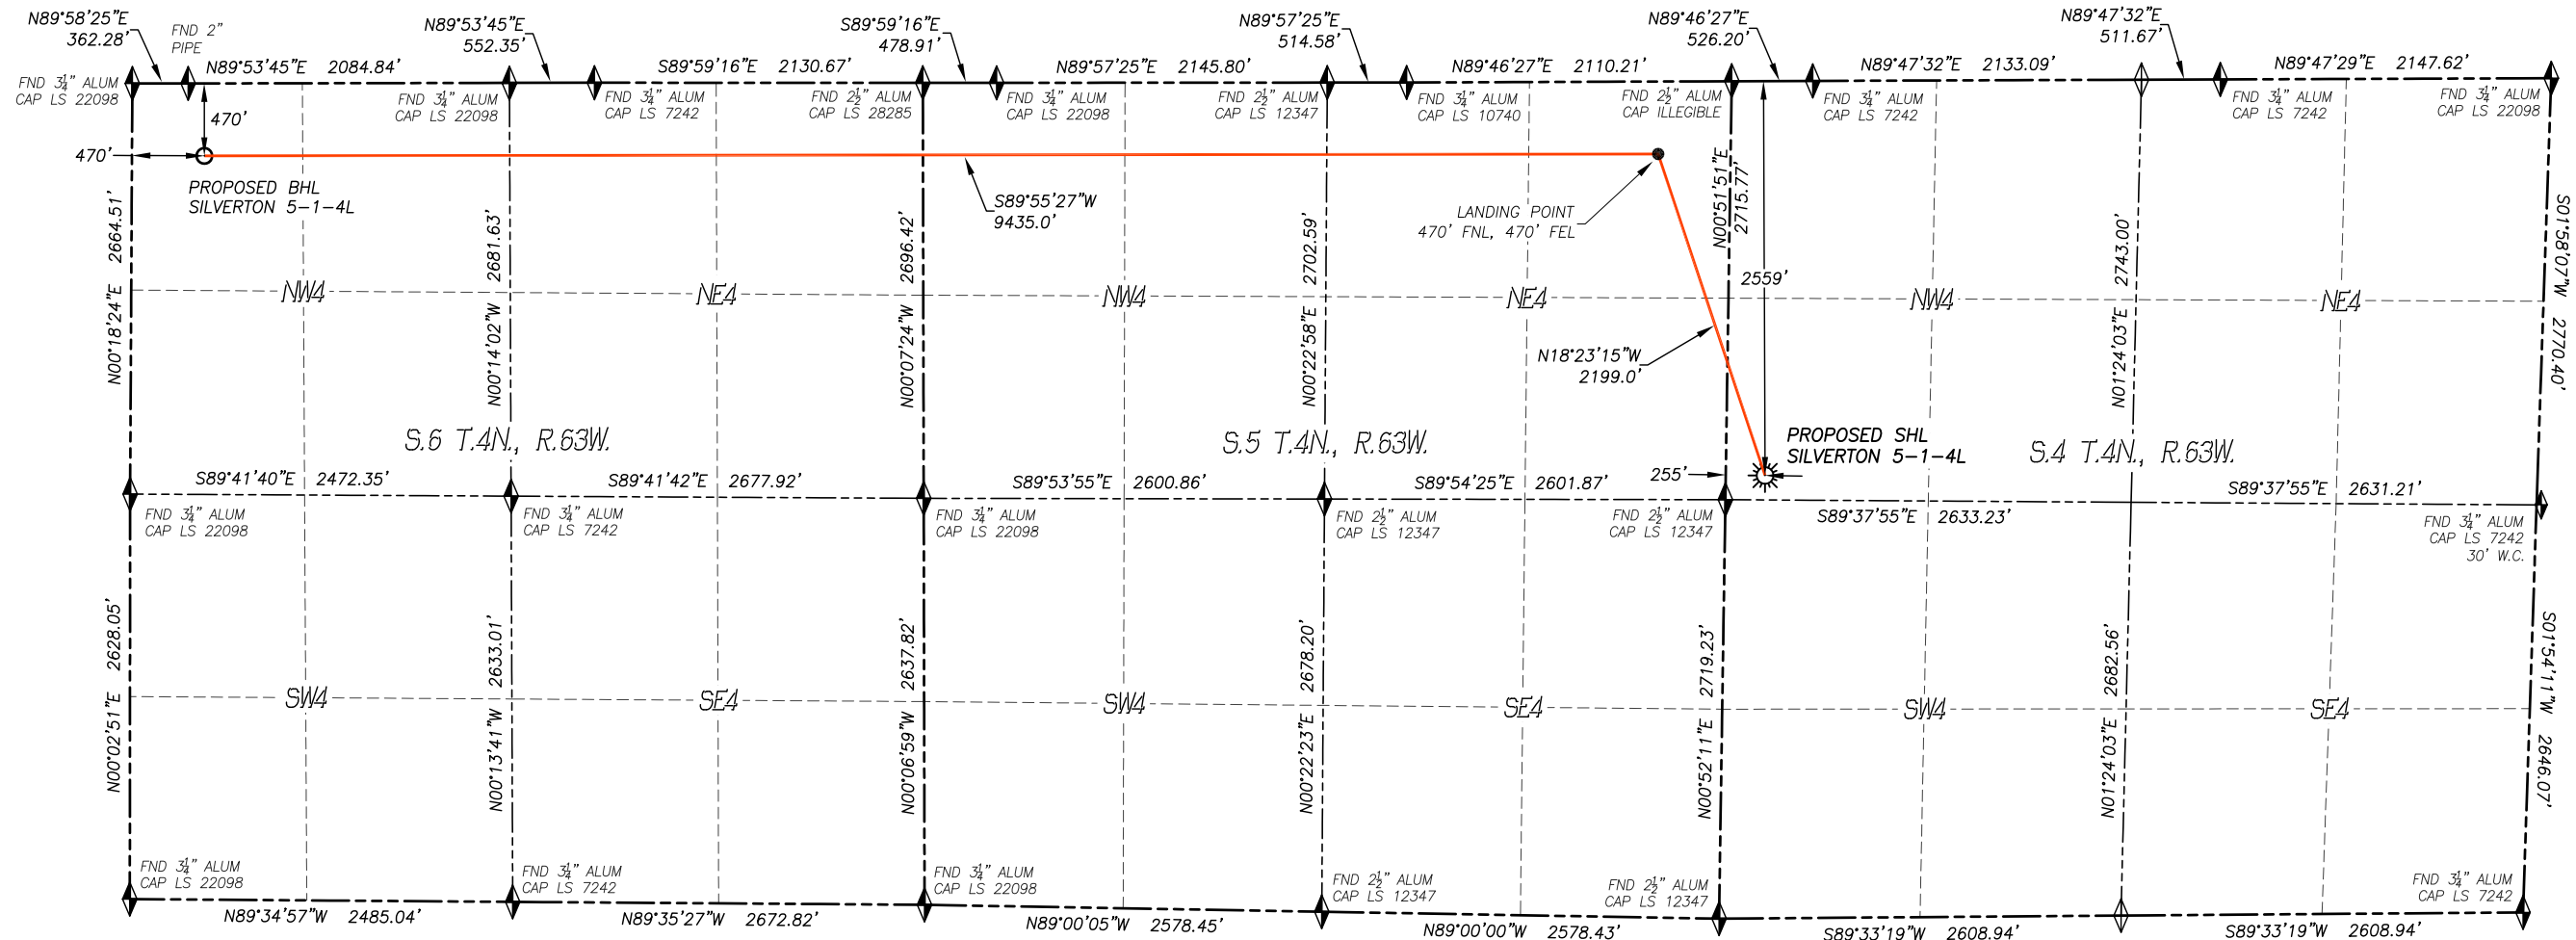 N89°58'25"E
362.28'
FND 2"
PIPE
N89°53'45"E
552.35'
S89°59'16"E
478.91'
N89°57'25"E
514.58'
N89°46'27"E
526.20'
N89°47'32"E
511.67'
N89°53'45"E 2084.84'
S89°59'16"E 2130.67'
N89°57'25"E 2145.80'
N89°46'27"E 2110.21'
N89°47'32"E 2133.09'
N89°47'29"E 2147.62'
FND 3¼" ALUM
CAP LS 22098
FND 3¼" ALUM
CAP LS 22098
FND 3¼" ALUM
CAP LS 7242
FND 2½" ALUM
CAP LS 28285
FND 3¼" ALUM
CAP LS 22098
FND 2½" ALUM
CAP LS 12347
FND 3¼" ALUM
CAP LS 10740
FND 2½" ALUM
CAP ILLEGIBLE
FND 3¼" ALUM
CAP LS 7242
FND 3¼" ALUM
CAP LS 7242
FND 3¼" ALUM
CAP LS 22098
470'
470'
PROPOSED BHL
SILVERTON 5-1-4L
S89°55'27"W
9435.0'
LANDING POINT
470' FNL, 470' FEL
N00°18'24"E 2664.51'
N00°14'02"W 2681.63'
N00°07'24"W 2696.42'
N00°22'58"E 2702.59'
N00°51'51"E
2715.77'
2559'
N01°24'03"E 2743.00'
S01°58'07"W 2770.40'
NW4
NE4
NW4
NE4
NW4
NE4
N18°23'15"W
2199.0'
S.6 T.4N., R.63W.
S.5 T.4N., R.63W.
S.4 T.4N., R.63W.
PROPOSED SHL
SILVERTON 5-1-4L
255'
S89°41'40"E 2472.35'
S89°41'42"E 2677.92'
S89°53'55"E 2600.86'
S89°54'25"E 2601.87'
S89°37'55"E 2633.23'
S89°37'55"E 2631.21'
FND 3¼" ALUM
CAP LS 22098
FND 3¼" ALUM
CAP LS 7242
FND 3¼" ALUM
CAP LS 22098
FND 2½" ALUM
CAP LS 12347
FND 2½" ALUM
CAP LS 12347
FND 3¼" ALUM
CAP LS 7242
30' W.C.
N00°02'51"E 2628.05'
N00°13'41"W 2633.01'
N00°06'59"W 2637.82'
N00°22'23"E 2678.20'
N00°52'11"E 2719.23'
N01°24'03"E 2682.56'
S01°54'11"W 2646.07'
SW4
SE4
SW4
SE4
SW4
SE4
FND 3¼" ALUM
CAP LS 22098
FND 3¼" ALUM
CAP LS 7242
FND 3¼" ALUM
CAP LS 22098
FND 2½" ALUM
CAP LS 12347
FND 2½" ALUM
CAP LS 12347
FND 3¼" ALUM
CAP LS 7242
N89°34'57"W 2485.04'
N89°35'27"W 2672.82'
N89°00'05"W 2578.45'
N89°00'00"W 2578.43'
S89°33'19"W 2608.94'
S89°33'19"W 2608.94'